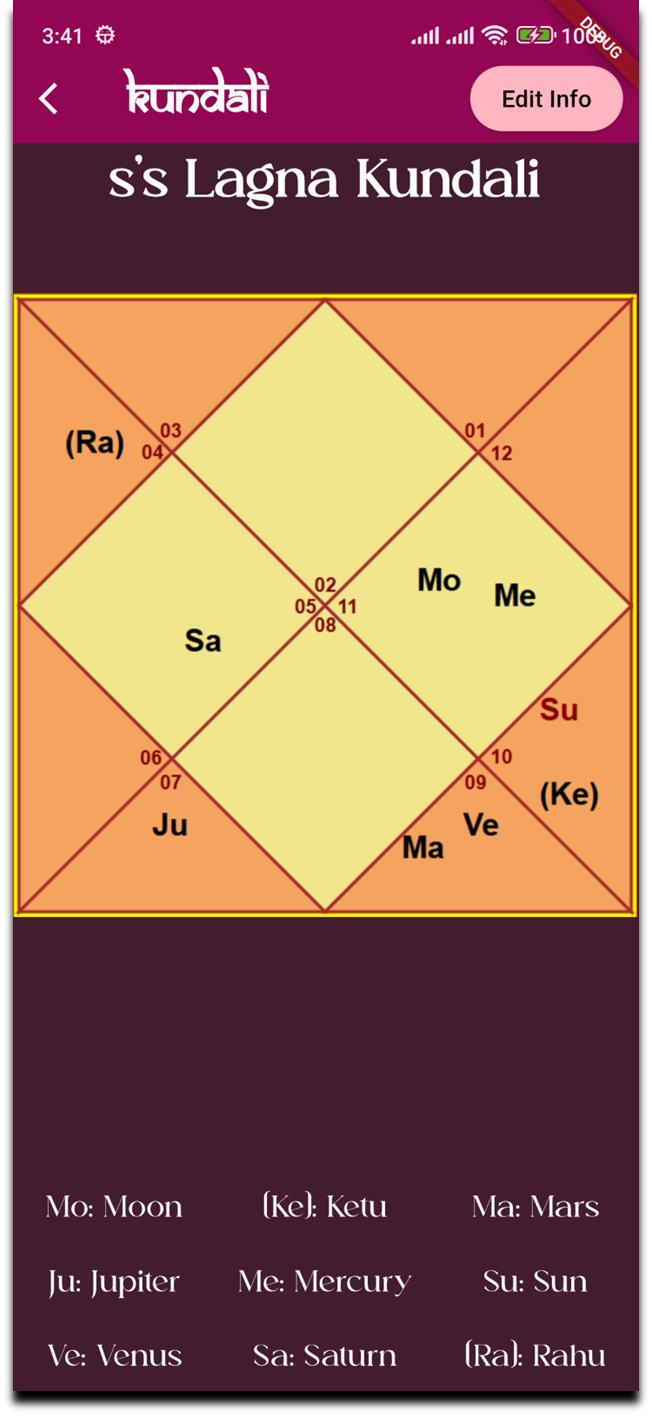 3:41 100% DEBUG
kundali Edit Info
s's Lagna Kundali
(Ra) 03 01
04 12
02
05 11
08
Mo Me
Sa
Su
06 10
07 09
(Ke)
Ju Ve
Ma
Mo: Moon (Ke): Ketu Ma: Mars
Ju: Jupiter Me: Mercury Su: Sun
Ve: Venus Sa: Saturn (Ra): Rahu